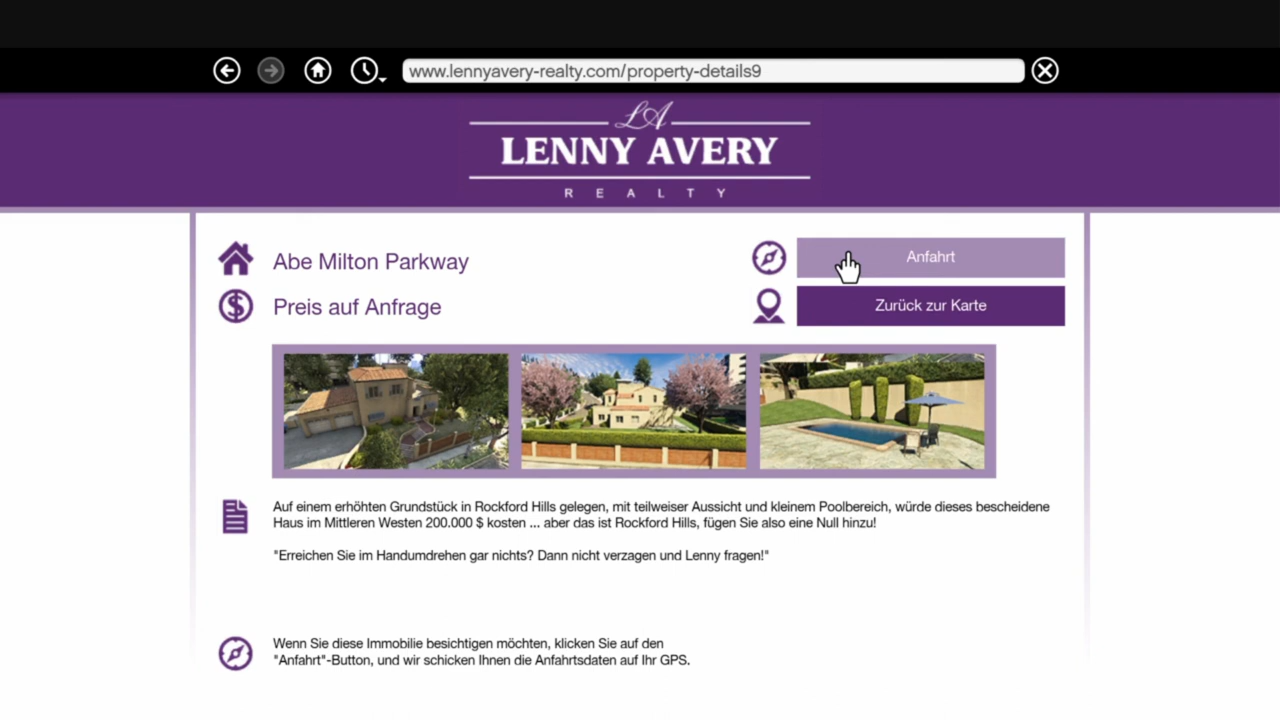 www.lennyavery-realty.com/property-details9
LA
LENNY AVERY
REALTY
Abe Milton Parkway
Anfahrt
Preis auf Anfrage
Zurück zur Karte
Auf einem erhöhten Grundstück in Rockford Hills gelegen, mit teilweiser Aussicht und kleinem Poolbereich, würde dieses bescheidene
Haus im Mittleren Westen 200.000 $ kosten ... aber das ist Rockford Hills, fügen Sie also eine Null hinzu!
"Erreichen Sie im Handumdrehen gar nichts? Dann nicht verzagen und Lenny fragen!"
Wenn Sie diese Immobilie besichtigen möchten, klicken Sie auf den
"Anfahrt"-Button, und wir schicken Ihnen die Anfahrtsdaten auf Ihr GPS.